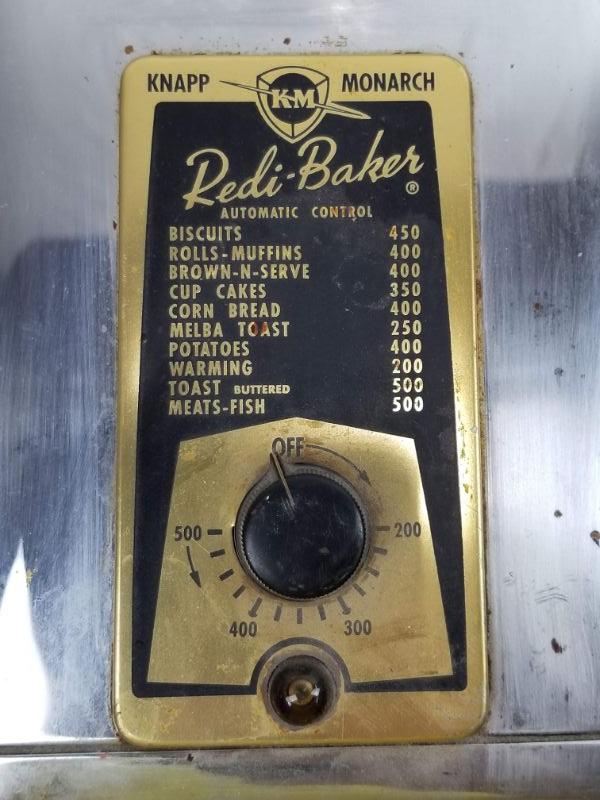 KNAPP K-M MONARCH
Redi-Baker ®
AUTOMATIC CONTROL
BISCUITS 450
ROLLS-MUFFINS 400
BROWN-N-SERVE 400
CUP CAKES 350
CORN BREAD 400
MELBA TOAST 250
POTATOES 400
WARMING 200
TOAST BUTTERED 500
MEATS-FISH 500
OFF
500 200
400 300